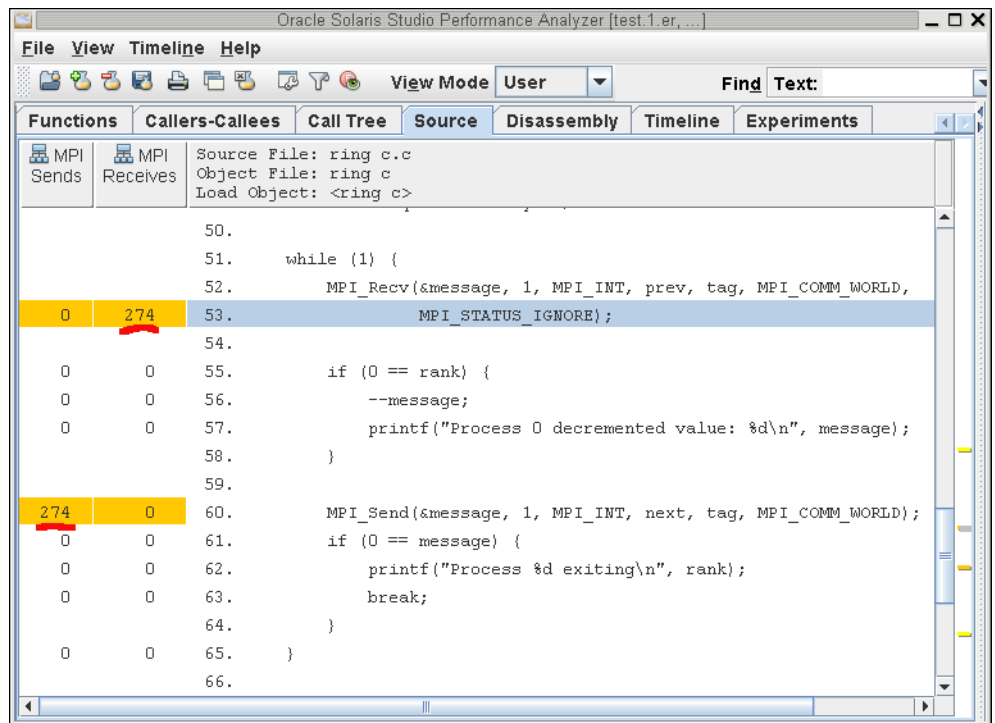 Oracle Solaris Studio Performance Analyzer [test.1.er, ...]
File View Timeline Help
View Mode User Find Text:
Functions Callers-Callees Call Tree Source Disassembly Timeline Experiments
MPI Sends MPI Receives
Source File: ring c.c
Object File: ring c
Load Object: <ring c>
50.
51. while (1) {
52. MPI_Recv(&message, 1, MPI_INT, prev, tag, MPI_COMM_WORLD,
0 274 53. MPI_STATUS_IGNORE);
54.
0 0 55. if (0 == rank) {
0 0 56. --message;
0 0 57. printf("Process 0 decremented value: %d\n", message);
58. }
59.
274 0 60. MPI_Send(&message, 1, MPI_INT, next, tag, MPI_COMM_WORLD);
0 0 61. if (0 == message) {
0 0 62. printf("Process %d exiting\n", rank);
0 0 63. break;
64. }
0 0 65. }
66.